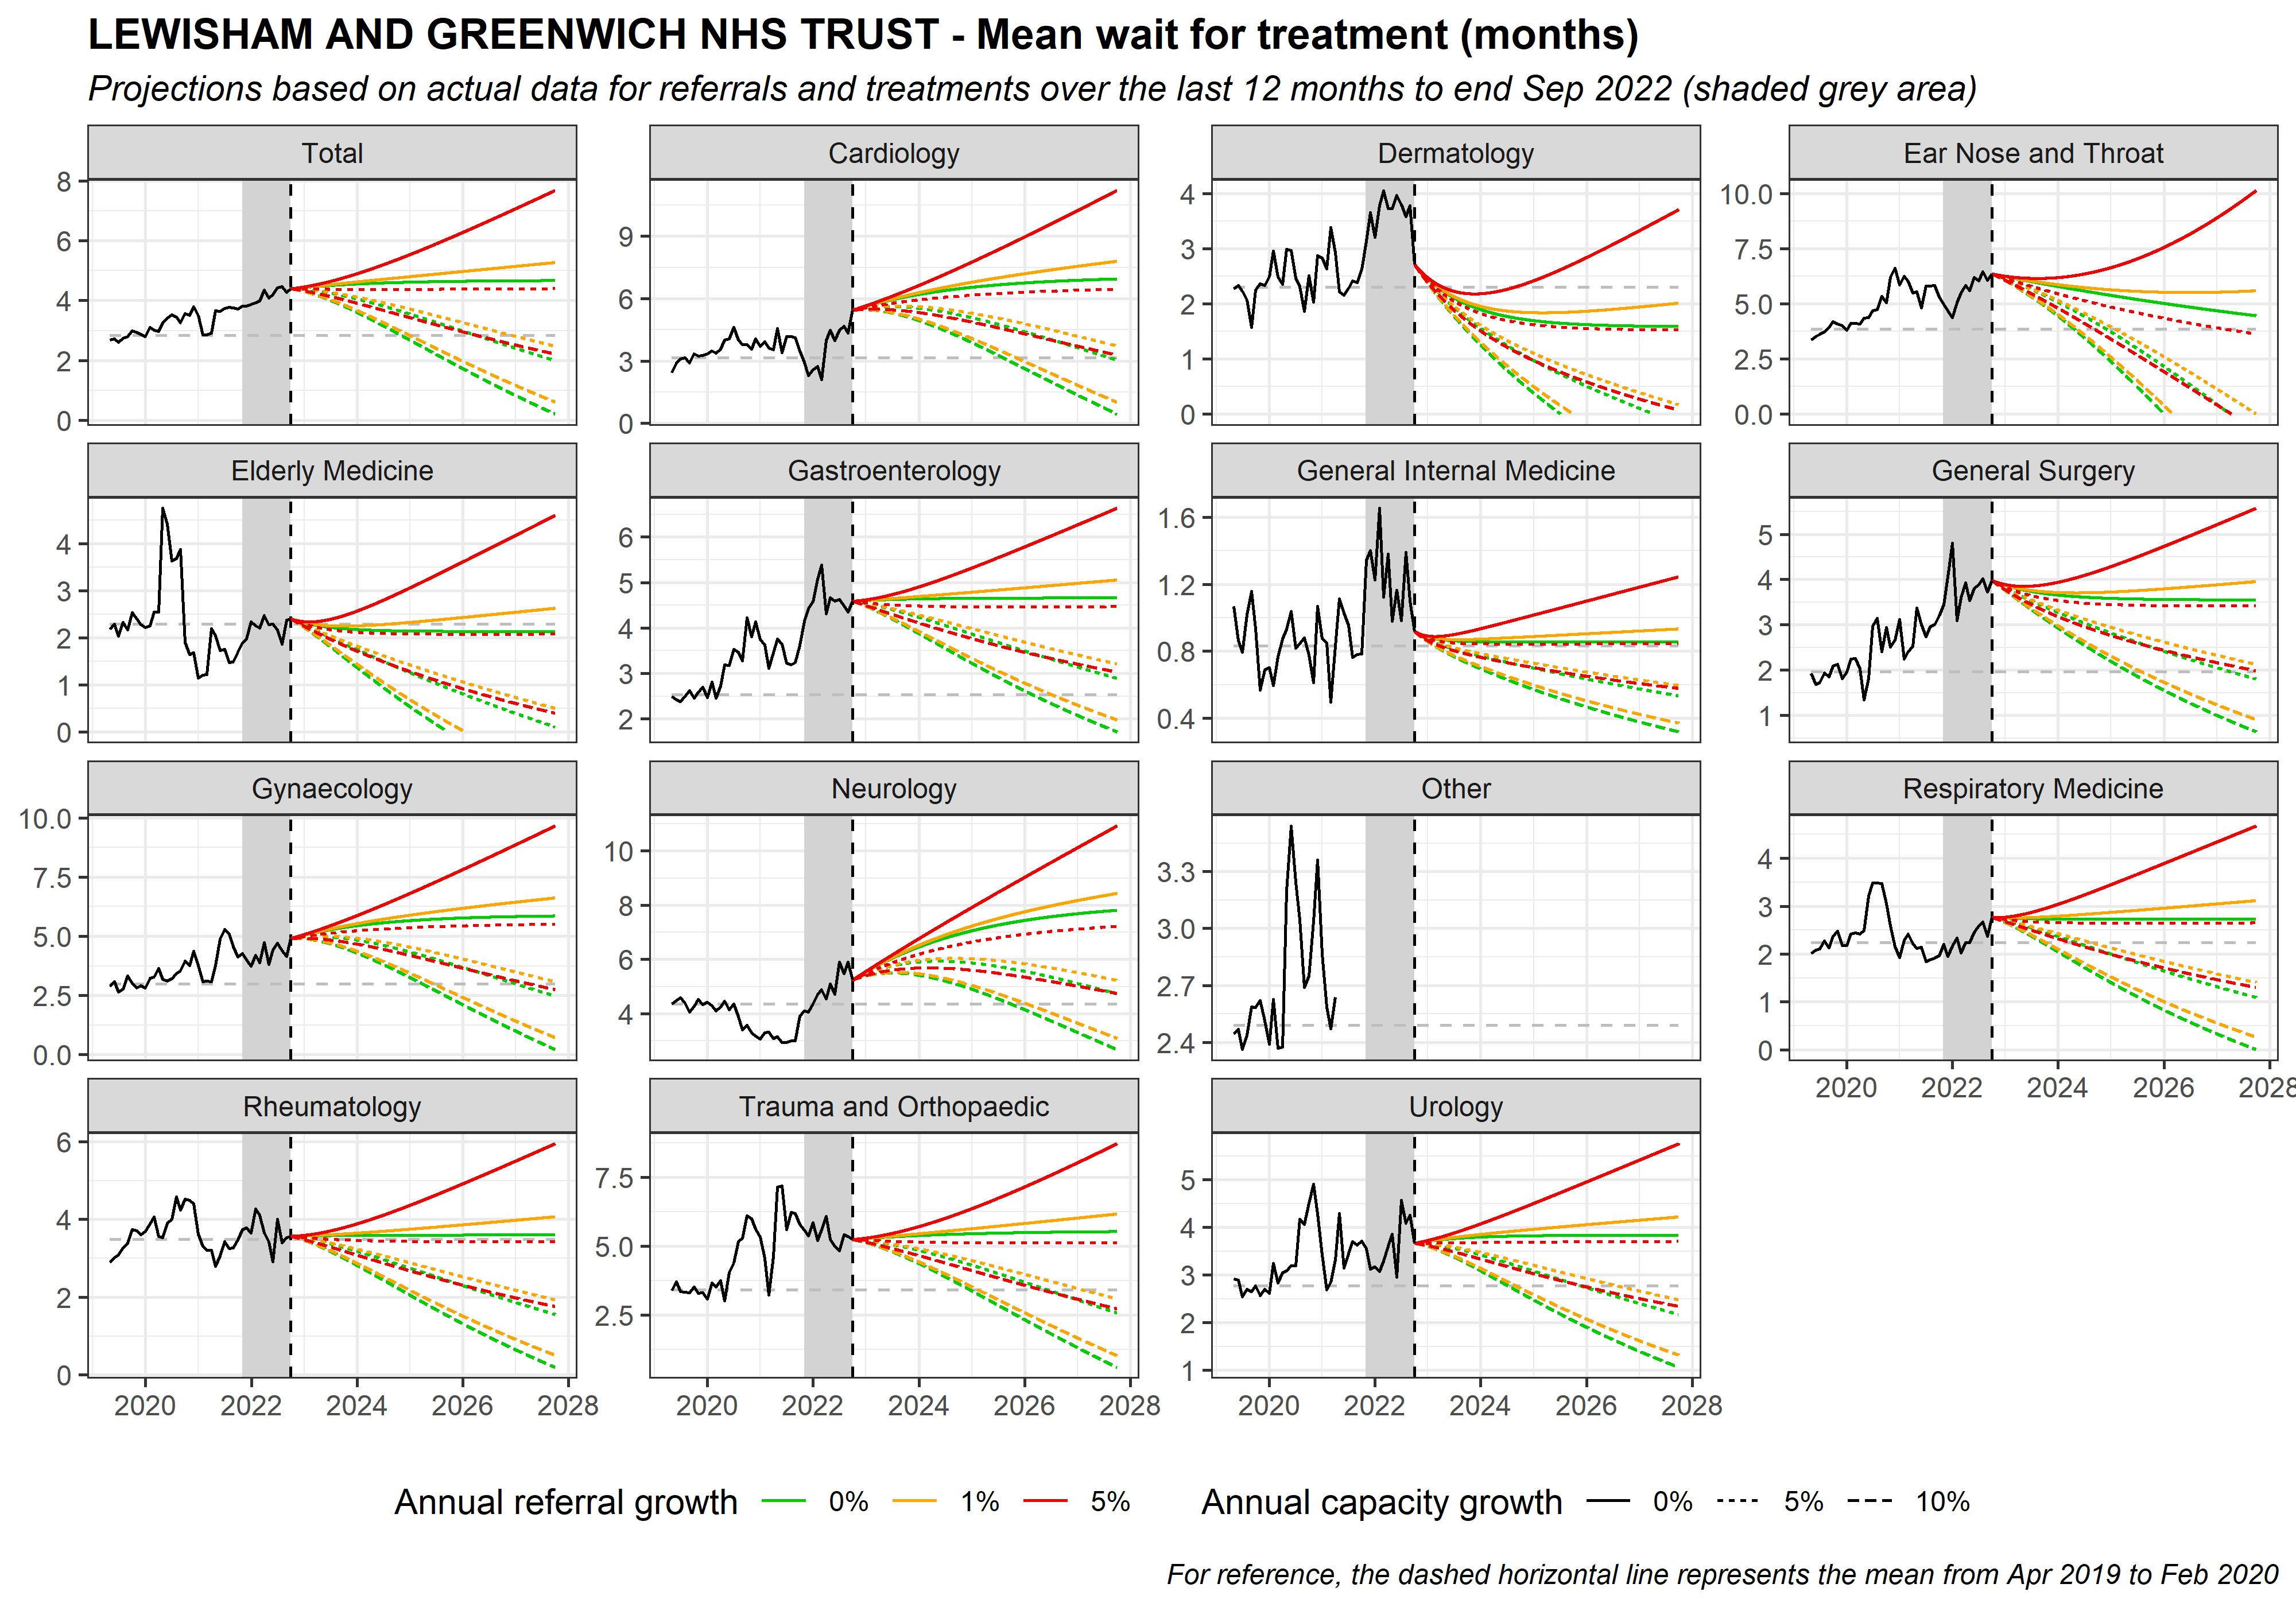 LEWISHAM AND GREENWICH NHS TRUST - Mean wait for treatment (months)
Projections based on actual data for referrals and treatments over the last 12 months to end Sep 2022 (shaded grey area)
Total
Cardiology
Dermatology
Ear Nose and Throat
8
6
4
2
0
9
6
3
0
4
3
2
1
0
10.0
7.5
5.0
2.5
0.0
Elderly Medicine
Gastroenterology
General Internal Medicine
General Surgery
4
3
2
1
0
6
5
4
3
2
1.6
1.2
0.8
0.4
5
4
3
2
1
Gynaecology
Neurology
Other
Respiratory Medicine
10.0
7.5
5.0
2.5
0.0
10
8
6
4
3.3
3.0
2.7
2.4
4
3
2
1
0
2020 2022 2024 2026 2028
Rheumatology
Trauma and Orthopaedic
Urology
6
4
2
0
7.5
5.0
2.5
5
4
3
2
1
2020 2022 2024 2026 2028
2020 2022 2024 2026 2028
2020 2022 2024 2026 2028
Annual referral growth 0% 1% 5%
Annual capacity growth 0% 5% 10%
For reference, the dashed horizontal line represents the mean from Apr 2019 to Feb 2020